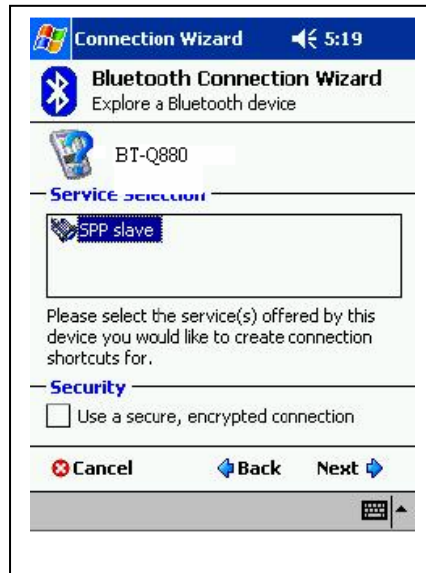 Connection Wizard 5:19
Bluetooth Connection Wizard
Explore a Bluetooth device
BT-Q880
Service Selection
SPP slave
Please select the service(s) offered by this
device you would like to create connection
shortcuts for.
Security
Use a secure, encrypted connection
Cancel Back Next